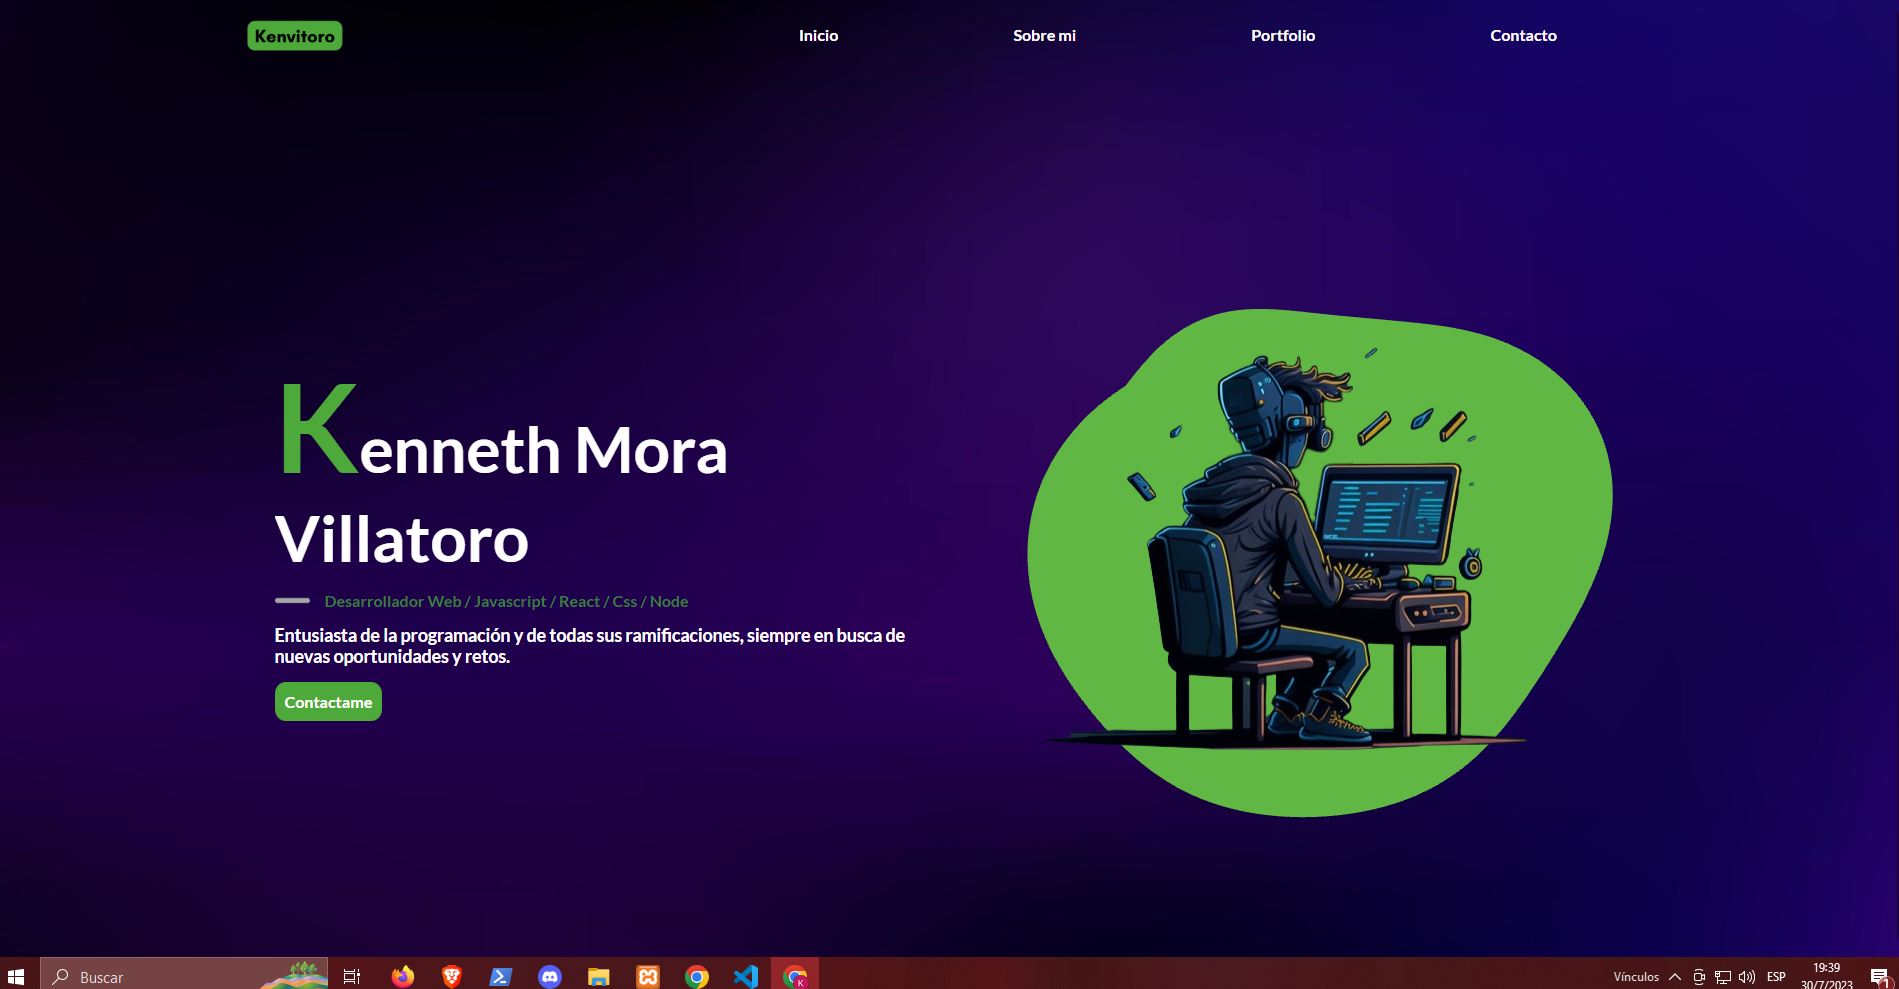 Kenvitoro
Inicio
Sobre mi
Portfolio
Contacto
Kenneth Mora
Villatoro
Desarrollador Web / Javascript / React / Css / Node
Entusiasta de la programación y de todas sus ramificaciones, siempre en busca de
nuevas oportunidades y retos.
Contactame
Buscar
Vínculos
ESP
19:39
30/7/2023
1